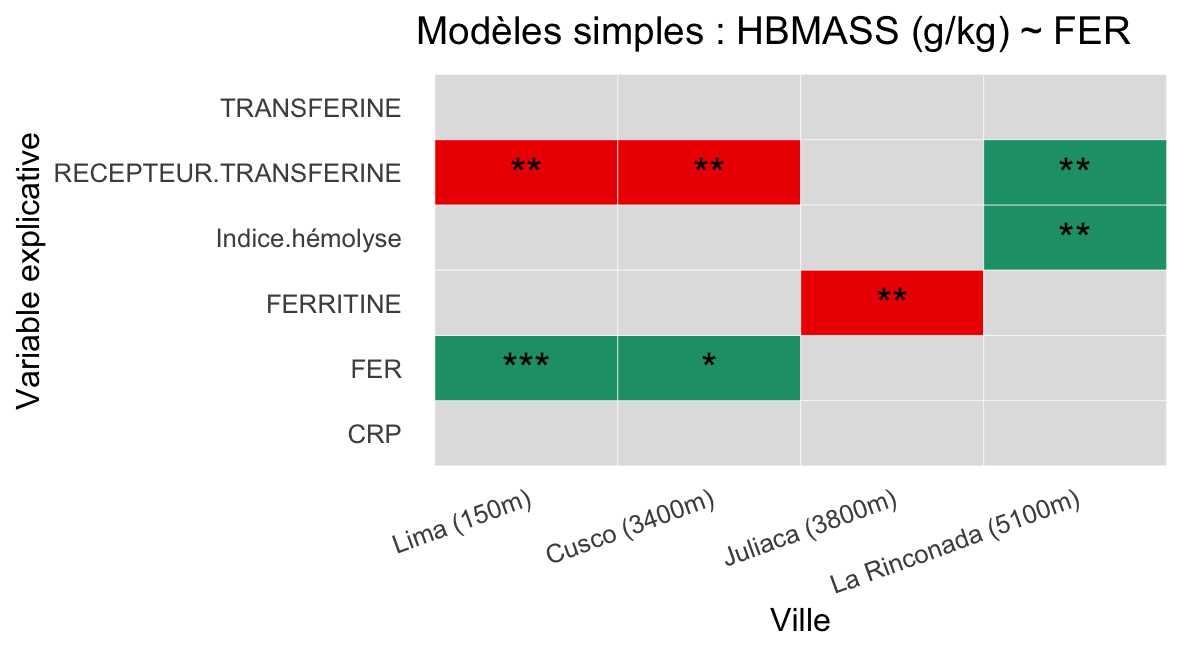 Modèles simples : HBMASS (g/kg) ~ FER
Variable explicative
TRANSFERINE
RECEPTEUR.TRANSFERINE
** ** **
Indice.hémolyse
**
FERRITINE
**
FER
*** *
CRP
Lima (150m)
Cusco (3400m)
Juliaca (3800m)
La Rinconada (5100m)
Ville